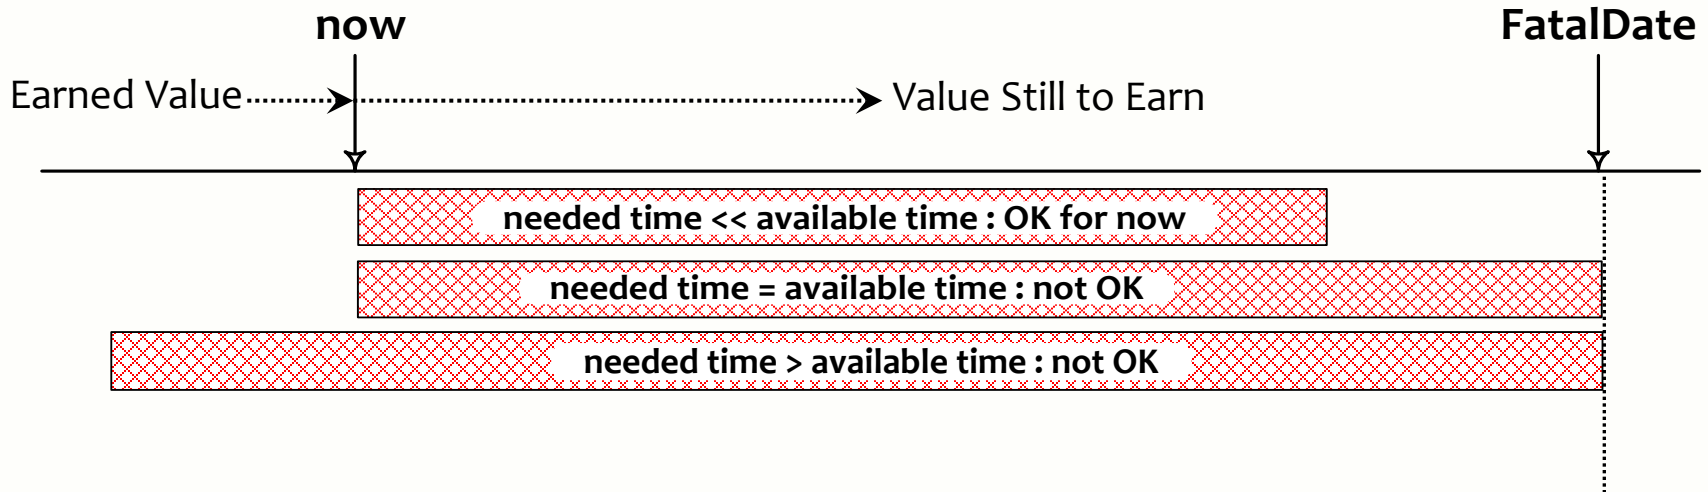 now
FatalDate
Earned Value
Value Still to Earn
needed time << available time : OK for now
needed time = available time : not OK
needed time > available time : not OK